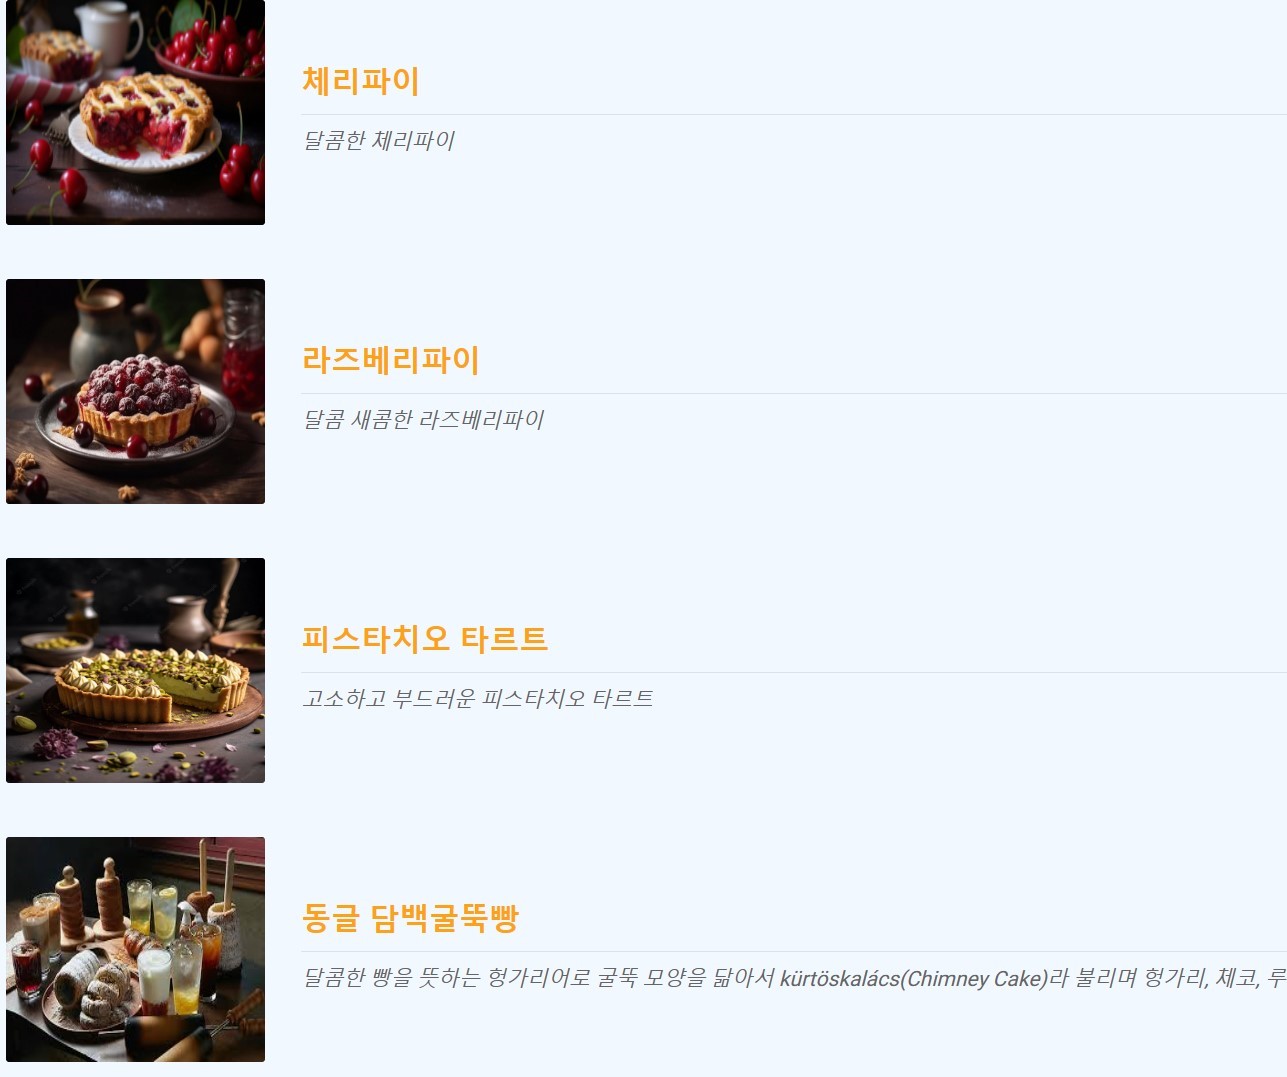 체리파이
달콤한 체리파이
라즈베리파이
달콤 새콤한 라즈베리파이
피스타치오 타르트
고소하고 부드러운 피스타치오 타르트
동글 담백굴뚝빵
달콤한 빵을 뜻하는 헝가리어로 굴뚝 모양을 닮아서 kürtöskalács(Chimney Cake)라 불리며 헝가리, 체코, 루